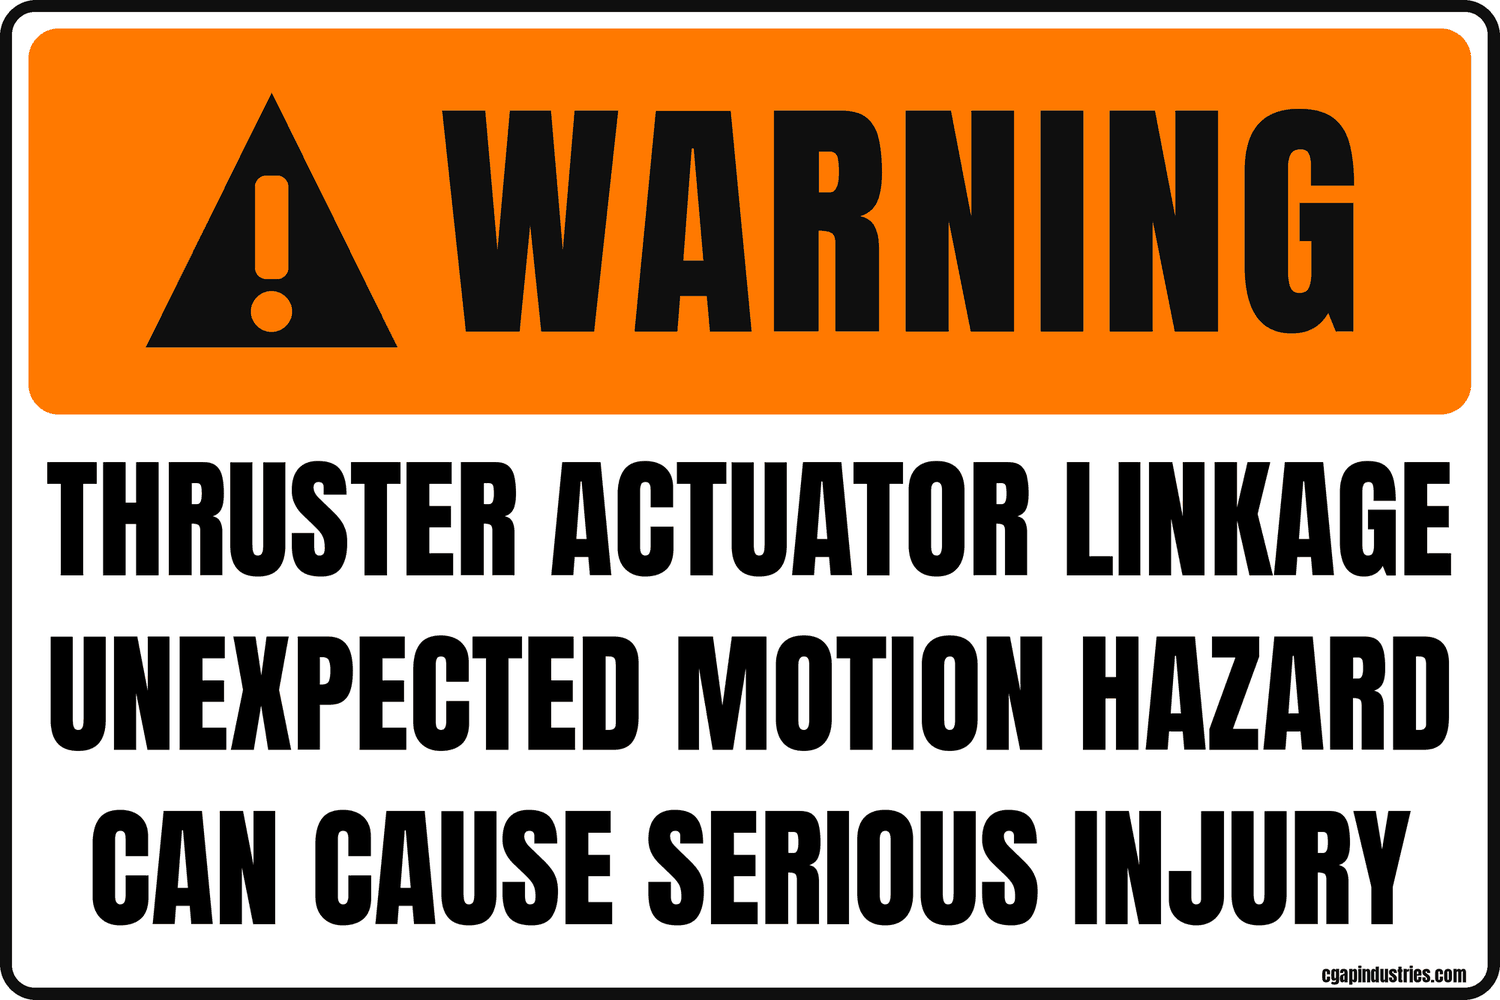 WARNING
THRUSTER ACTUATOR LINKAGE
UNEXPECTED MOTION HAZARD
CAN CAUSE SERIOUS INJURY
cgapindustries.com